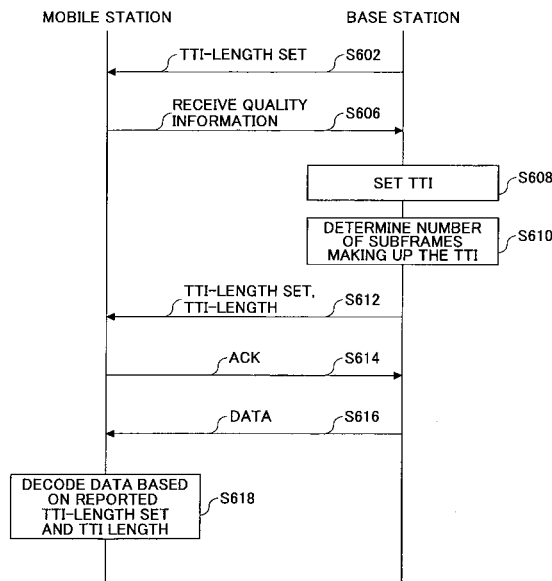 MOBILE STATION
BASE STATION
TTI-LENGTH SET
S602
RECEIVE QUALITY
INFORMATION
S606
SET TTI
S608
DETERMINE NUMBER
OF SUBFRAMES
MAKING UP THE TTI
S610
TTI-LENGTH SET,
TTI-LENGTH
S612
ACK
S614
DATA
S616
DECODE DATA BASED
ON REPORTED
TTI-LENGTH SET
AND TTI LENGTH
S618